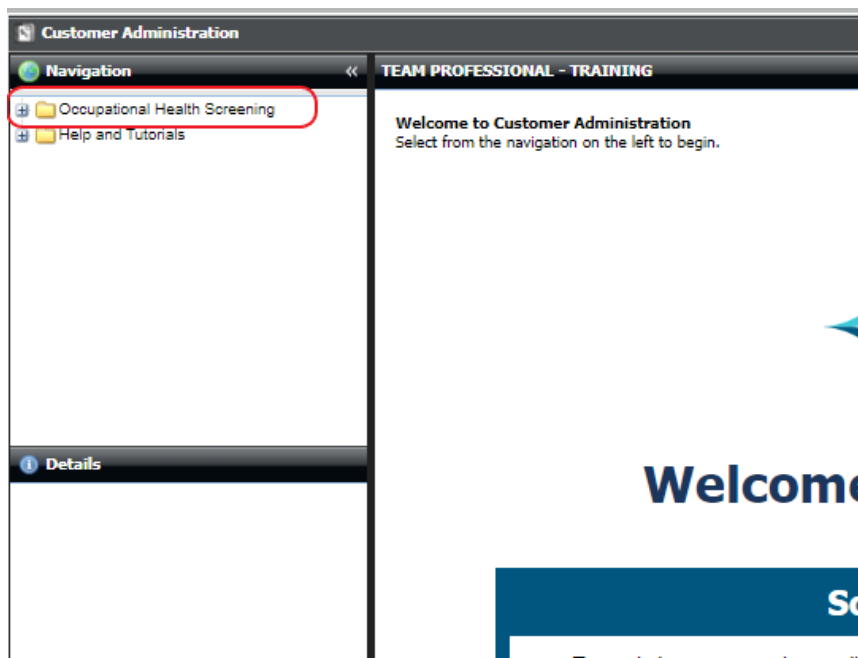 Customer Administration
Navigation
TEAM PROFESSIONAL - TRAINING
Occupational Health Screening
Help and Tutorials
Welcome to Customer Administration
Select from the navigation on the left to begin.
Details
Welcome